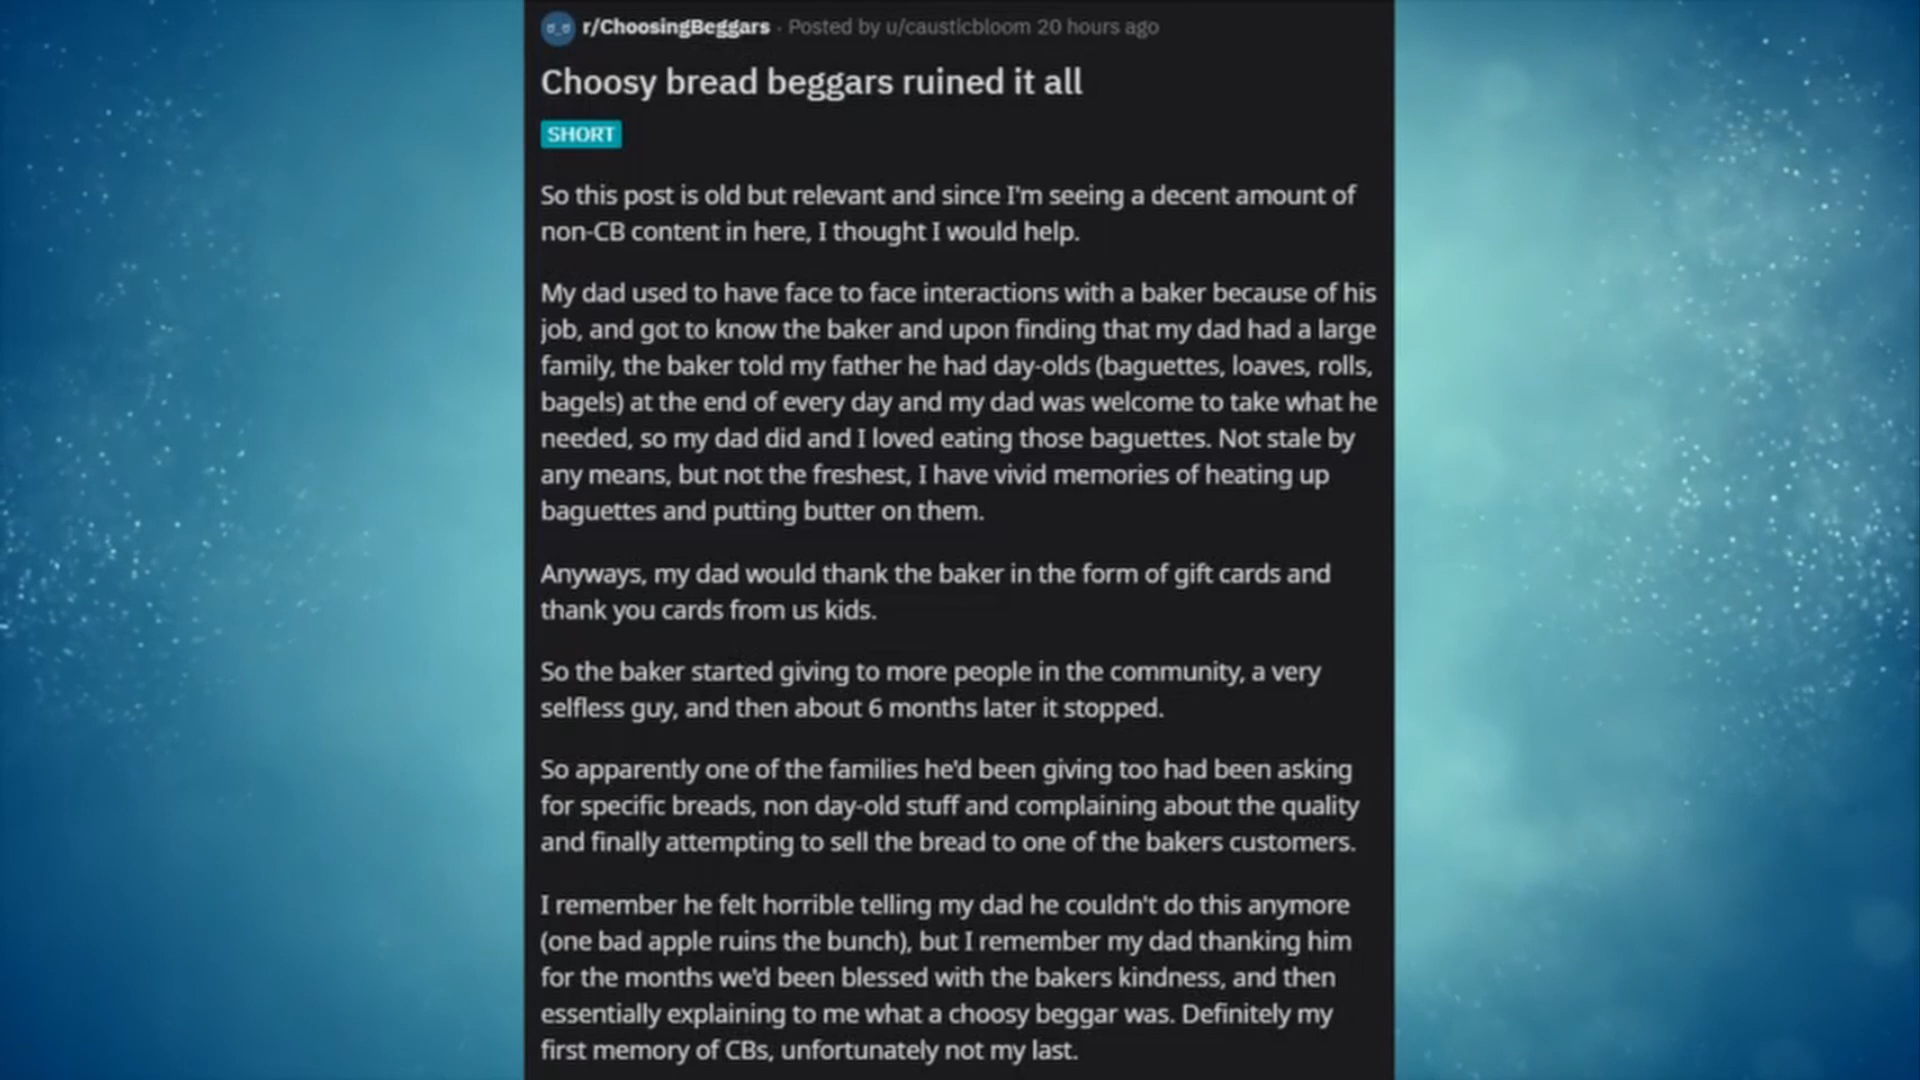 r/ChoosingBeggars · Posted by u/causticbloom 20 hours ago
Choosy bread beggars ruined it all
SHORT
So this post is old but relevant and since I'm seeing a decent amount of
non-CB content in here, I thought I would help.
My dad used to have face to face interactions with a baker because of his
job, and got to know the baker and upon finding that my dad had a large
family, the baker told my father he had day-olds (baguettes, loaves, rolls,
bagels) at the end of every day and my dad was welcome to take what he
needed, so my dad did and I loved eating those baguettes. Not stale by
any means, but not the freshest, I have vivid memories of heating up
baguettes and putting butter on them.
Anyways, my dad would thank the baker in the form of gift cards and
thank you cards from us kids.
So the baker started giving to more people in the community, a very
selfless guy, and then about 6 months later it stopped.
So apparently one of the families he'd been giving too had been asking
for specific breads, non day-old stuff and complaining about the quality
and finally attempting to sell the bread to one of the bakers customers.
I remember he felt horrible telling my dad he couldn't do this anymore
(one bad apple ruins the bunch), but I remember my dad thanking him
for the months we'd been blessed with the bakers kindness, and then
essentially explaining to me what a choosy beggar was. Definitely my
first memory of CBs, unfortunately not my last.